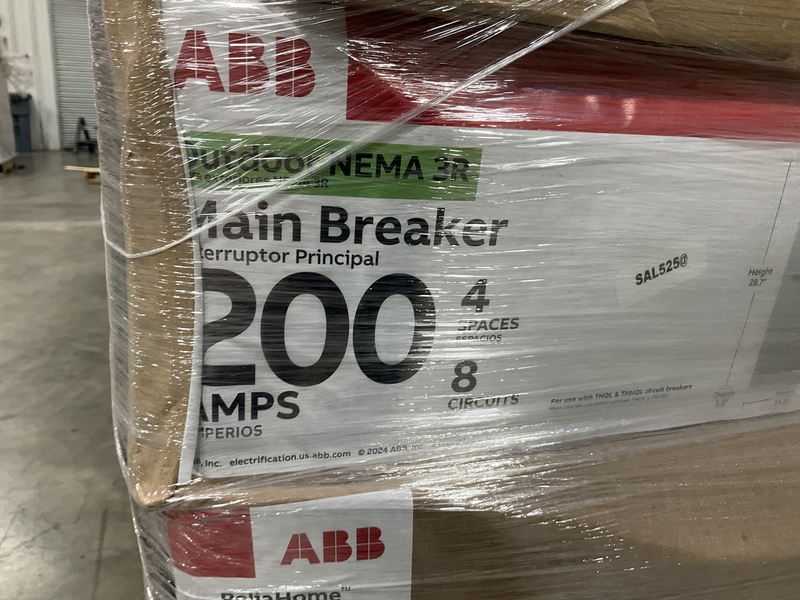 ABB
Outdoor NEMA 3R
Main Breaker
Interruptor Principal
200
AMPS
AMPERIOS
4
SPACES
ESPACIOS
8
CIRCUITS
SAL525@
Height
28.7"
For use with THQL & THHQL circuit breakers
Inc. electrification.us.abb.com © 2024 ABB, Inc
ABB
ReliaHome™